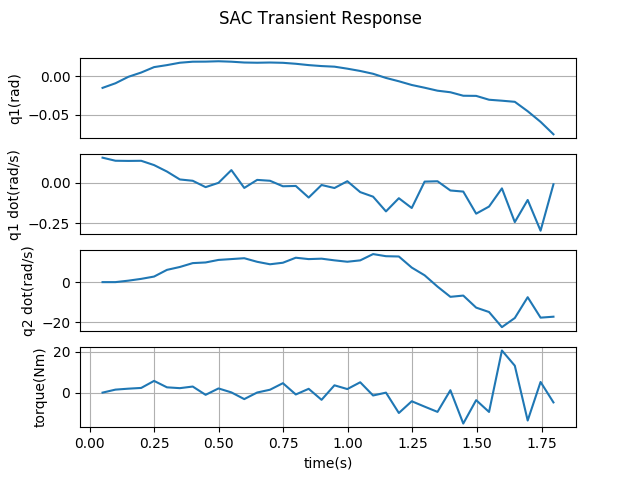 SAC Transient Response
q1(rad)
0.00
−0.05
q1 dot(rad/s)
0.00
−0.25
q2 dot(rad/s)
0
−20
torque(Nm)
20
0
0.00 0.25 0.50 0.75 1.00 1.25 1.50 1.75
time(s)